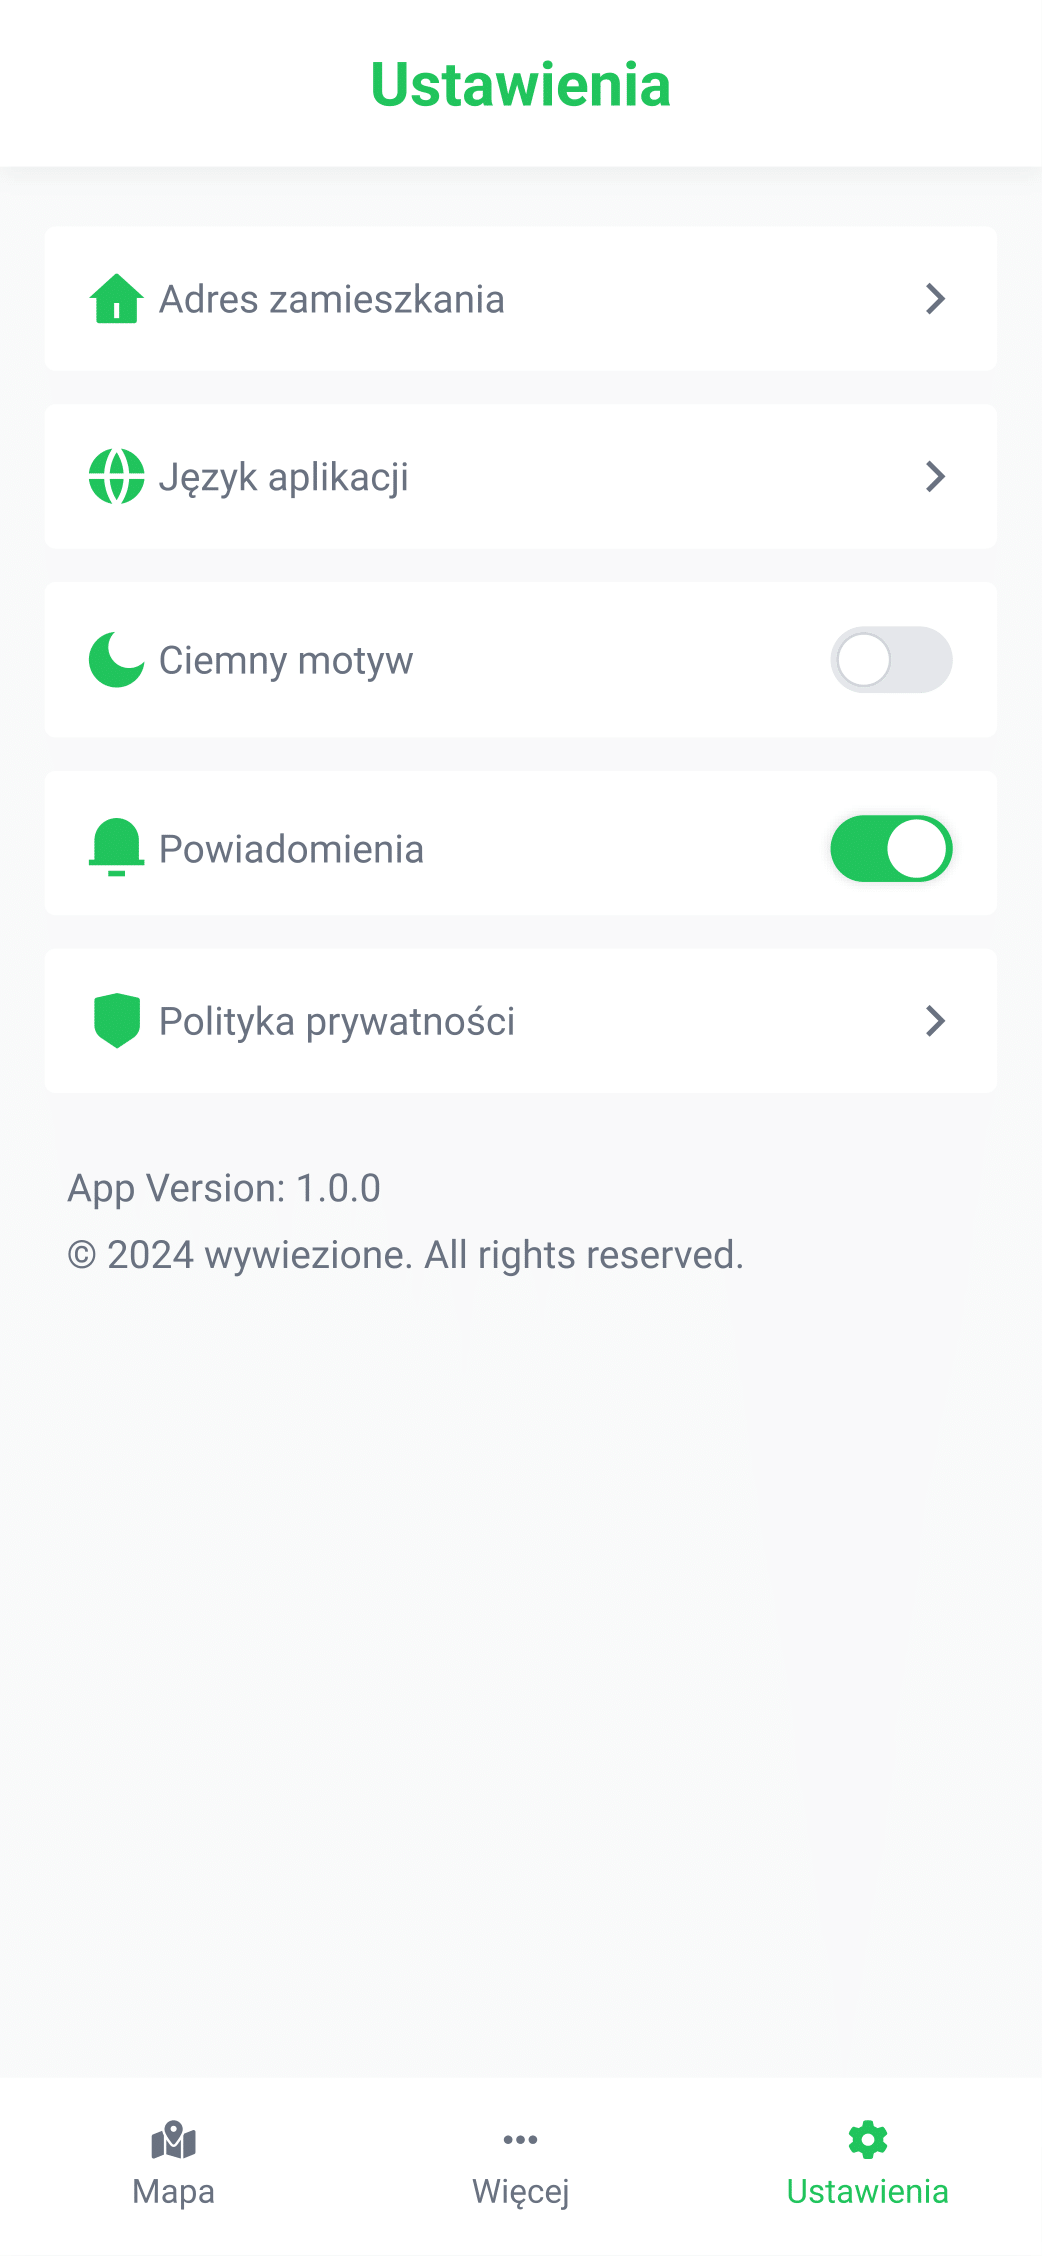 Ustawienia
Adres zamieszkania
Język aplikacji
Ciemny motyw
Powiadomienia
Polityka prywatności
App Version: 1.0.0
© 2024 wywiezione. All rights reserved.
Mapa
Więcej
Ustawienia